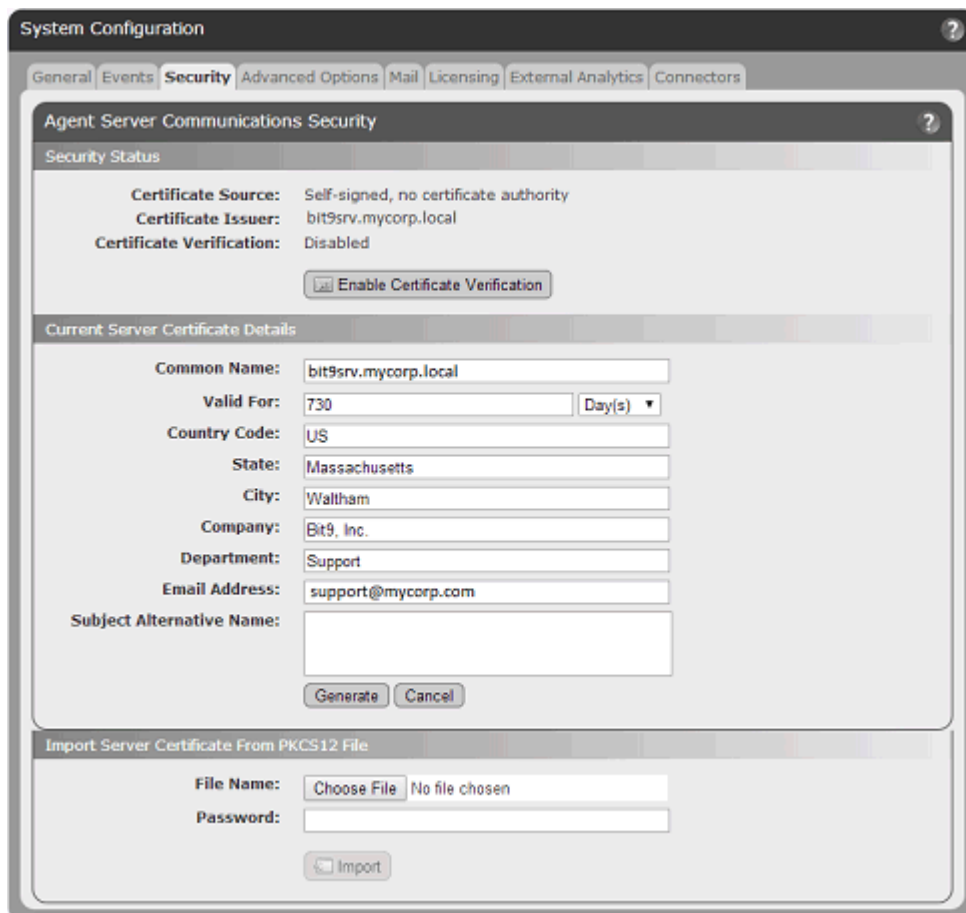 System Configuration ?
General Events Security Advanced Options Mail Licensing External Analytics Connectors
Agent Server Communications Security ?
Security Status
Certificate Source: Self-signed, no certificate authority
Certificate Issuer: bit9srv.mycorp.local
Certificate Verification: Disabled
Enable Certificate Verification
Current Server Certificate Details
Common Name: bit9srv.mycorp.local
Valid For: 730 Day(s)
Country Code: US
State: Massachusetts
City: Waltham
Company: Bit9, Inc.
Department: Support
Email Address: support@mycorp.com
Subject Alternative Name:
Generate Cancel
Import Server Certificate From PKCS12 File
File Name: Choose File No file chosen
Password:
Import